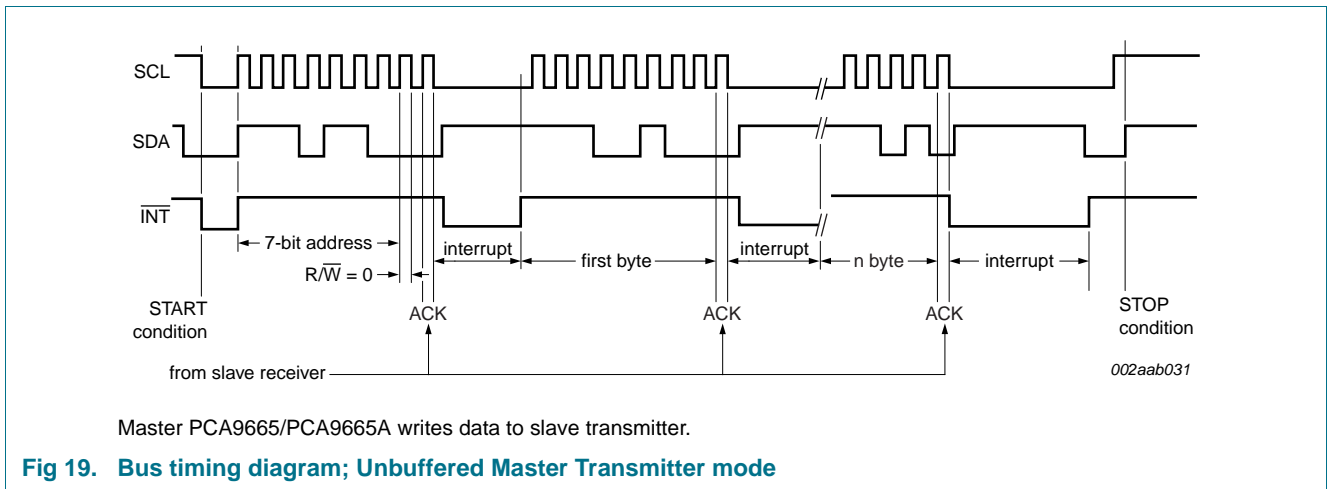 SCL
SDA
INT
7-bit address
R/W = 0
interrupt
first byte
interrupt
n byte
interrupt
START
condition
ACK
ACK
ACK
STOP
condition
from slave receiver
002aab031
Master PCA9665/PCA9665A writes data to slave transmitter.
Fig 19. Bus timing diagram; Unbuffered Master Transmitter mode